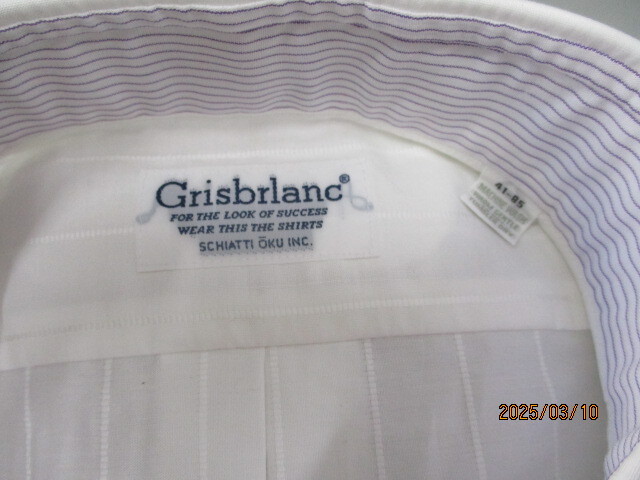 Grisbrlanc®
FOR THE LOOK OF SUCCESS
WEAR THIS THE SHIRTS
SCHIATTI ŌKU INC.
41-85
2025/03/10